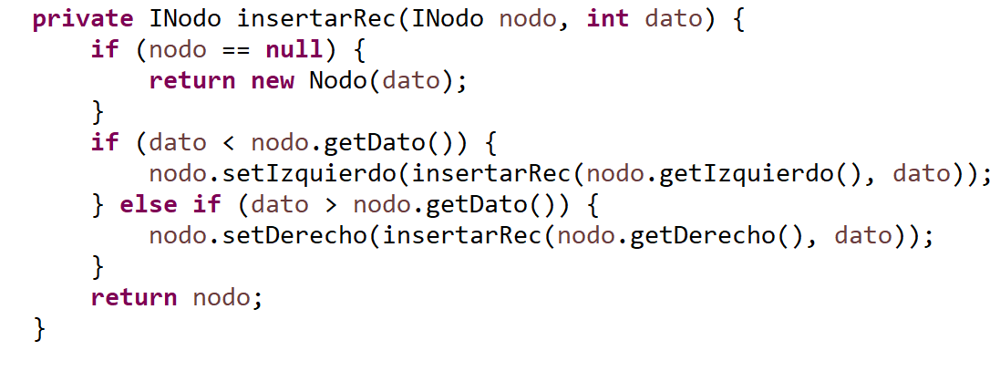 private INodo insertarRec(INodo nodo, int dato) {
    if (nodo == null) {
        return new Nodo(dato);
    }
    if (dato < nodo.getDato()) {
        nodo.setIzquierdo(insertarRec(nodo.getIzquierdo(), dato));
    } else if (dato > nodo.getDato()) {
        nodo.setDerecho(insertarRec(nodo.getDerecho(), dato));
    }
    return nodo;
}